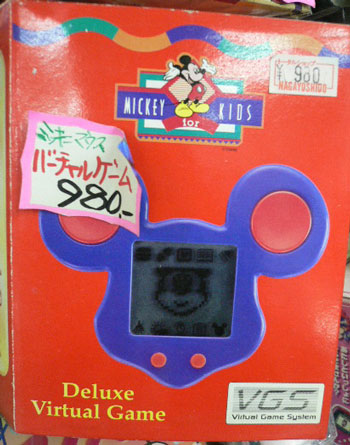 MICKEY
for
KIDS
¥ 980
NAGAYOSHIDO
ミッキーマウス
バーチャルゲーム
980.-
Deluxe
Virtual Game
VGS
Virtual Game System